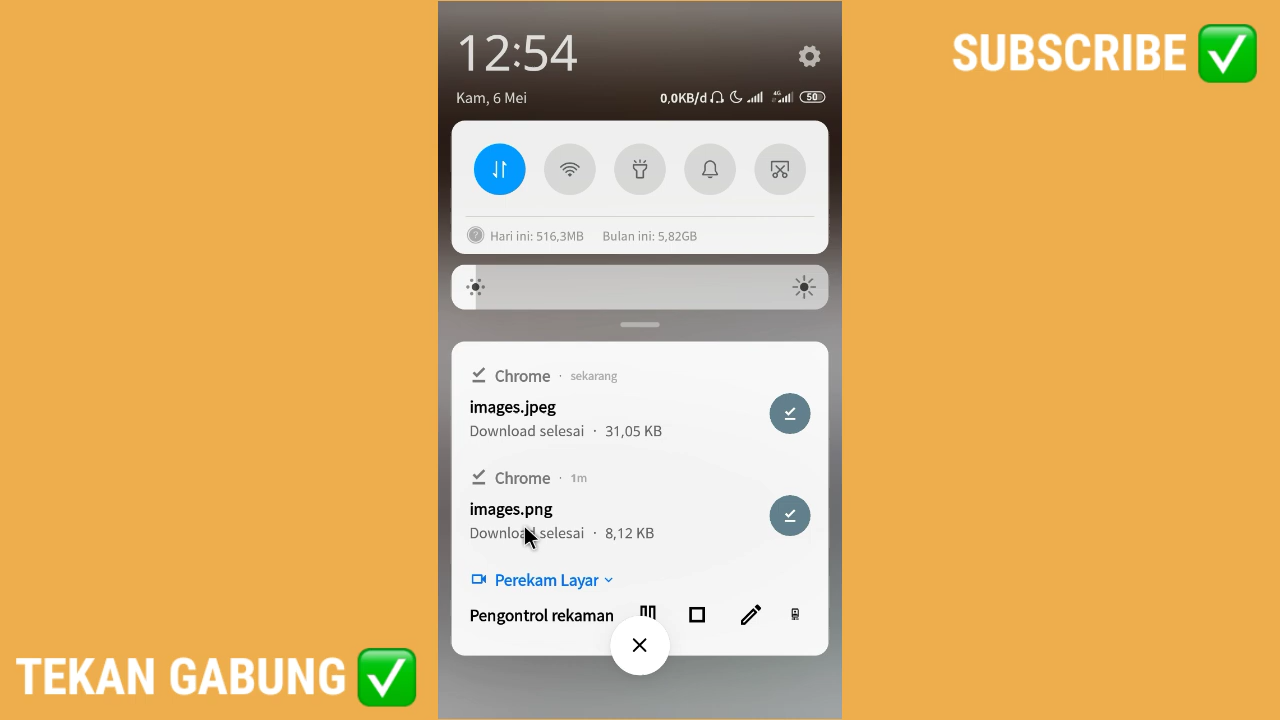 SUBSCRIBE
12:54
Kam, 6 Mei
0,0KB/d 4G 50
Hari ini: 516,3MB Bulan ini: 5,82GB
Chrome · sekarang
images.jpeg
Download selesai · 31,05 KB
Chrome · 1m
images.png
Download selesai · 8,12 KB
Perekam Layar
Pengontrol rekaman
TEKAN GABUNG